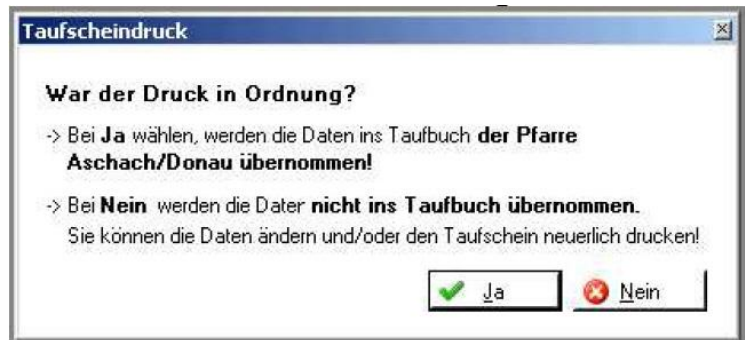 Taufscheindruck
War der Druck in Ordnung?
-> Bei Ja wählen, werden die Daten ins Taufbuch der Pfarre
Aschach/Donau übernommen!
-> Bei Nein werden die Dater nicht ins Taufbuch übernommen.
Sie können die Daten ändern und/oder den Taufschein neuerlich drucken!
Ja Nein